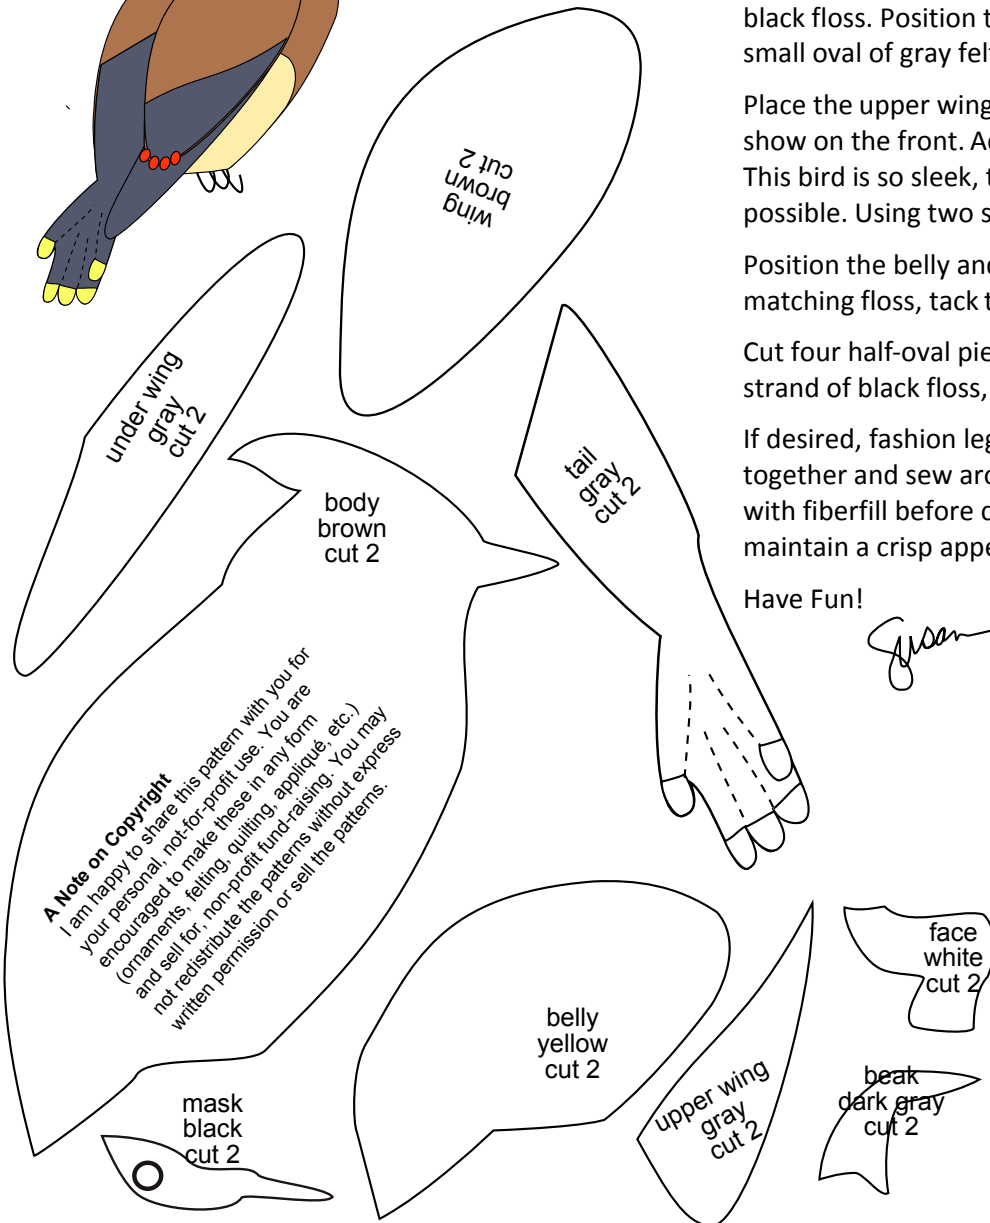 black floss. Position t
small oval of gray fel
Place the upper wing
show on the front. A
This bird is so sleek, t
possible. Using two s
Position the belly an
matching floss, tack t
Cut four half-oval pie
strand of black floss,
If desired, fashion leg
together and sew aro
with fiberfill before c
maintain a crisp appe
Have Fun!
Susan
wing
brown
cut 2
under wing
gray
cut 2
tail
gray
cut 2
body
brown
cut 2
A Note on Copyright
I am happy to share this pattern with you for
your personal, not-for-profit use. You are
encouraged to make these in any form
(ornaments, felting, quilting, appliqué, etc.)
and sell for, non-profit fund-raising. You may
not redistribute the patterns without express
written permission or sell the patterns.
belly
yellow
cut 2
upper wing
gray
cut 2
face
white
cut 2
beak
dark gray
cut 2
mask
black
cut 2